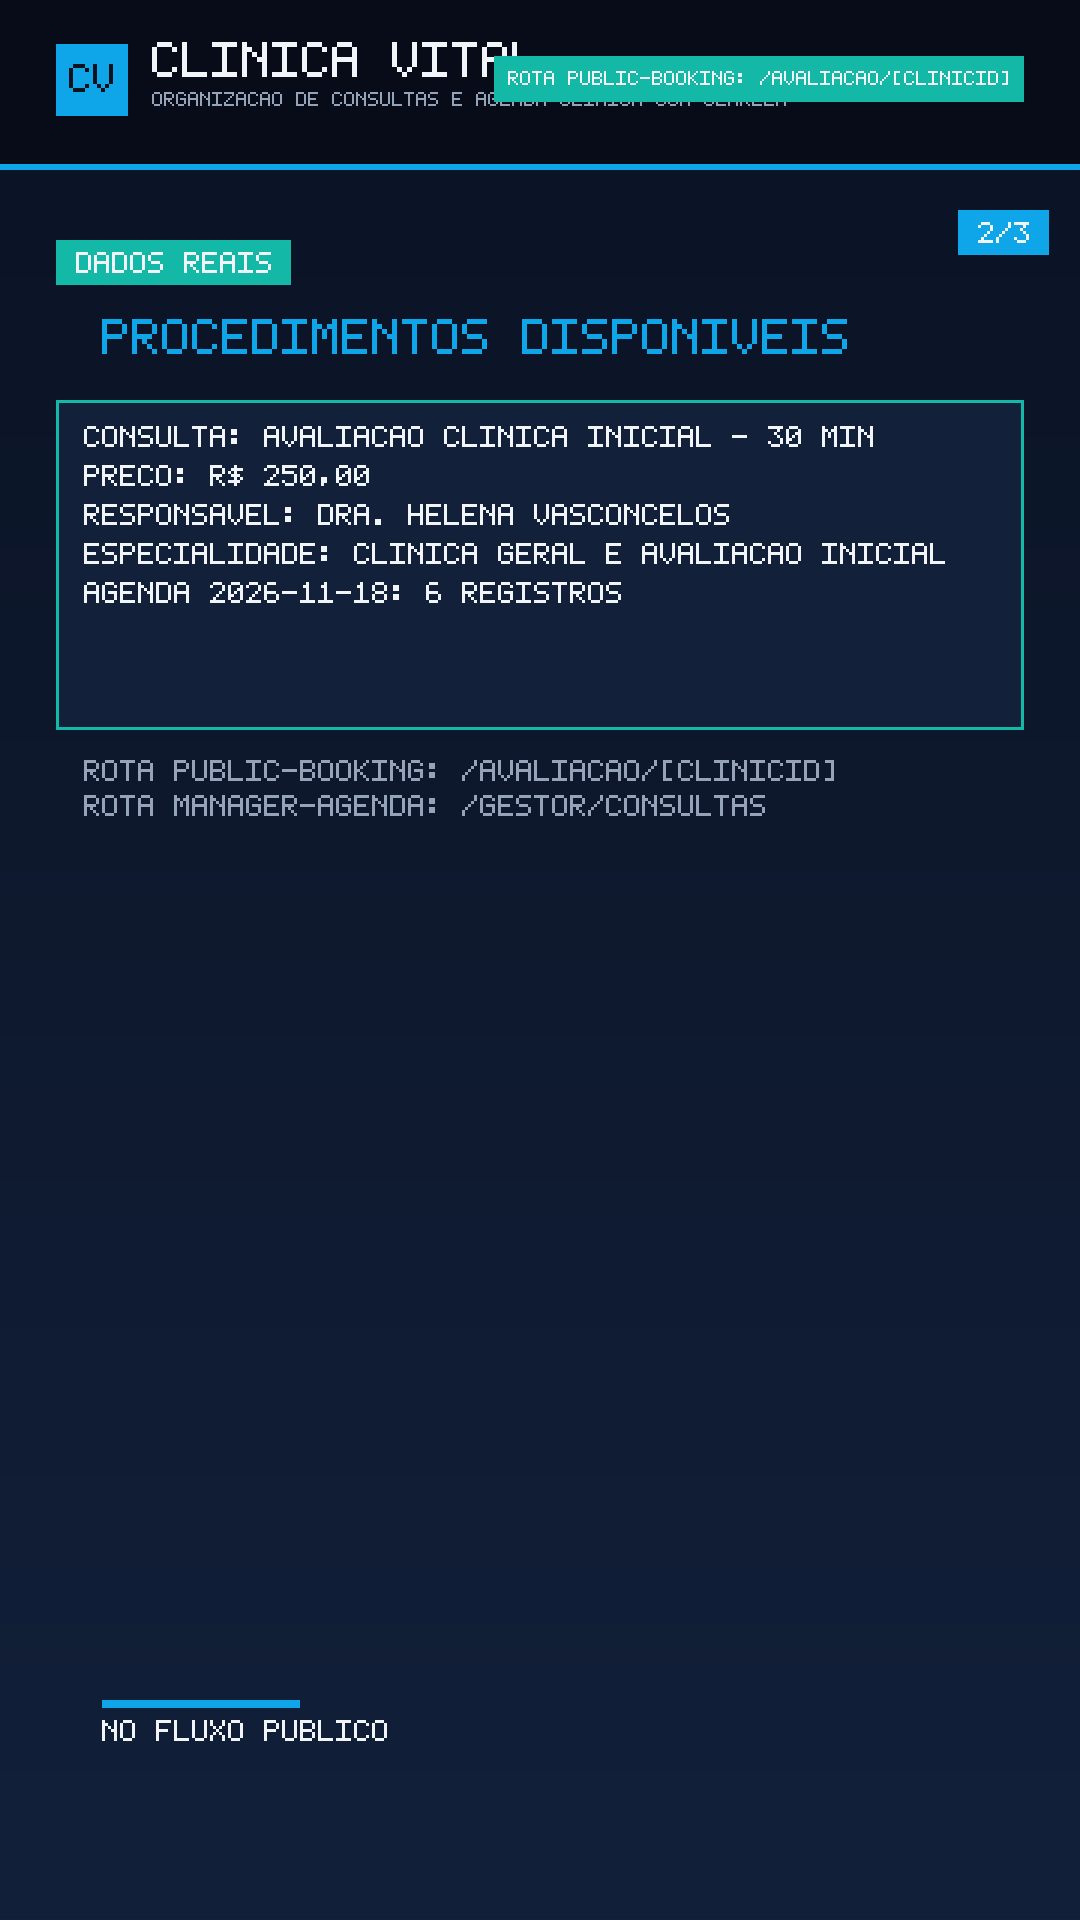 CV
CLINICA VITAL
ROTA PUBLIC-BOOKING: /AVALIACAO/[CLINICID]
ORGANIZACAO DE CONSULTAS E
2/3
DADOS REAIS
PROCEDIMENTOS DISPONIVEIS
CONSULTA: AVALIACAO CLINICA INICIAL - 30 MIN
PRECO: R$ 250,00
RESPONSAVEL: DRA. HELENA VASCONCELOS
ESPECIALIDADE: CLINICA GERAL E AVALIACAO INICIAL
AGENDA 2026-11-18: 6 REGISTROS
ROTA PUBLIC-BOOKING: /AVALIACAO/[CLINICID]
ROTA MANAGER-AGENDA: /GESTOR/CONSULTAS
NO FLUXO PUBLICO